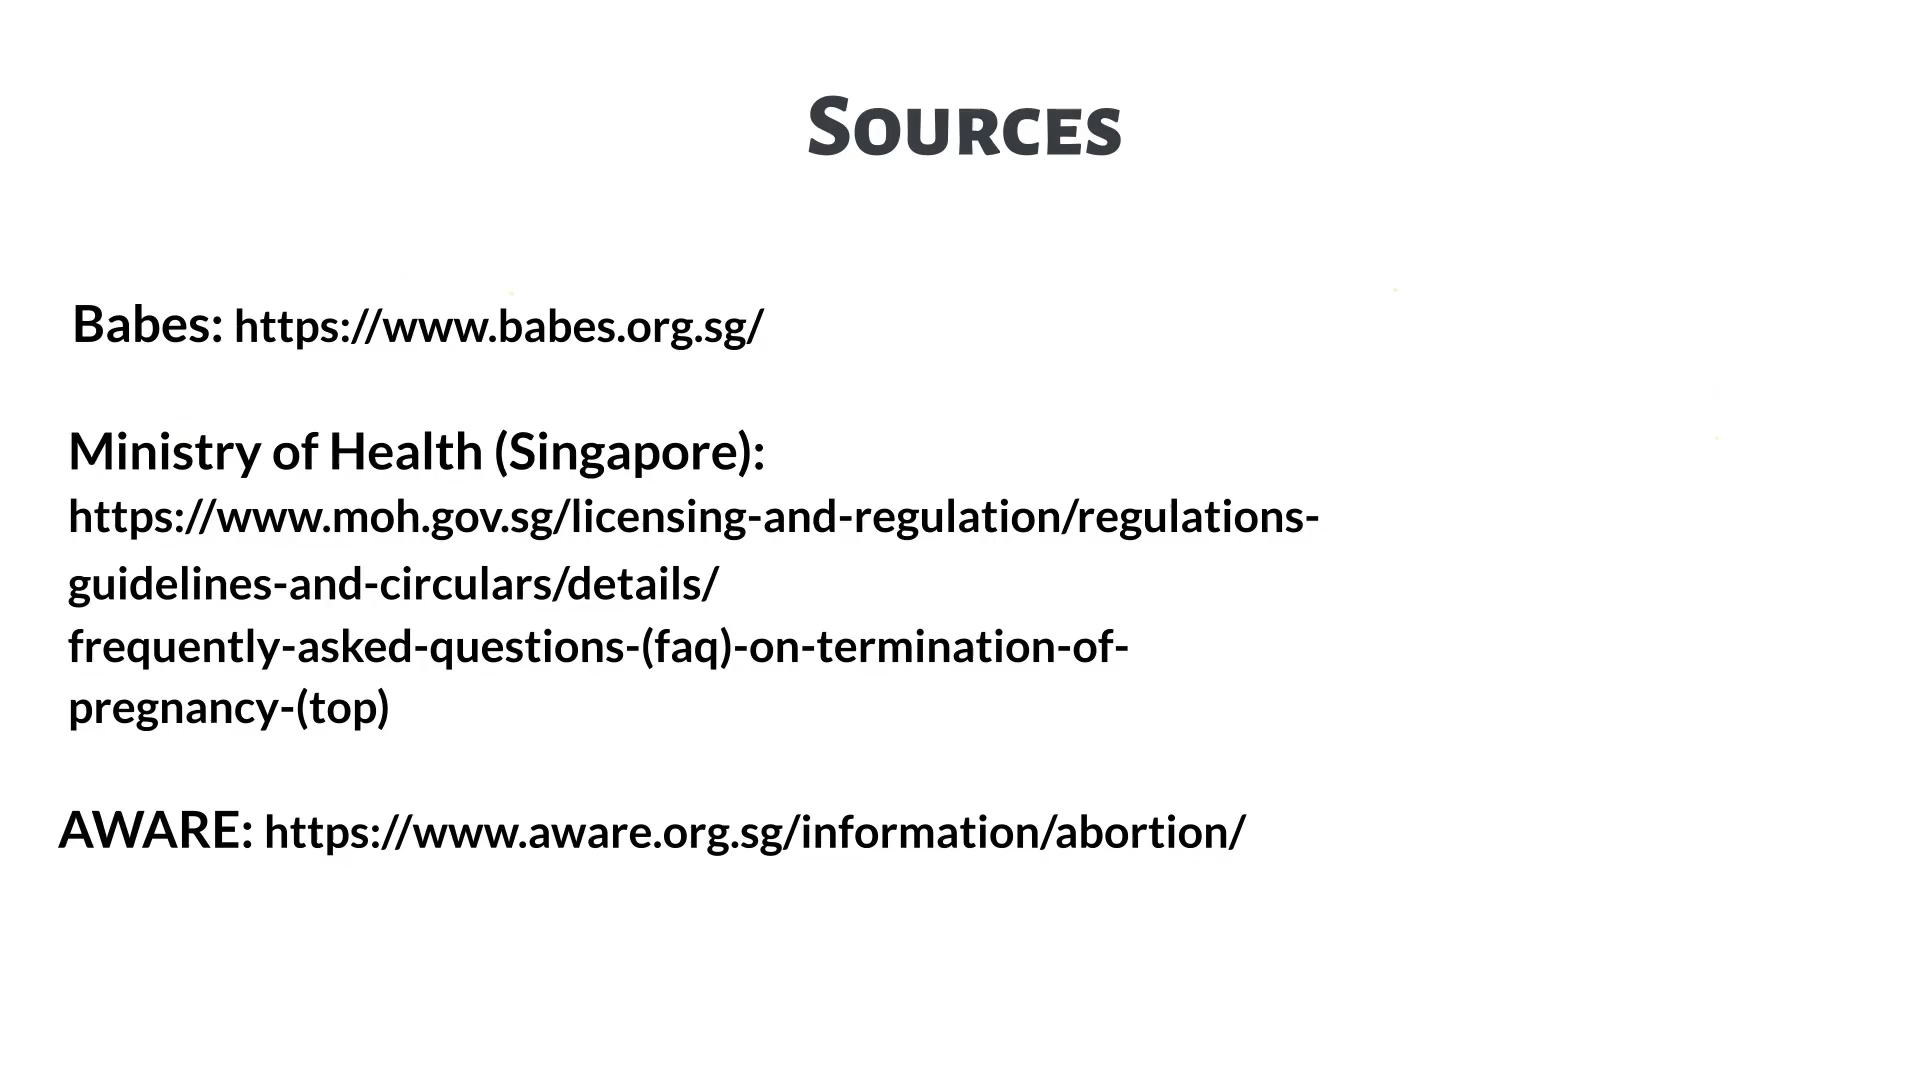 Sources
Babes: https://www.babes.org.sg/
Ministry of Health (Singapore):
https://www.moh.gov.sg/licensing-and-regulation/regulations-
guidelines-and-circulars/details/
frequently-asked-questions-(faq)-on-termination-of-
pregnancy-(top)
AWARE: https://www.aware.org.sg/information/abortion/